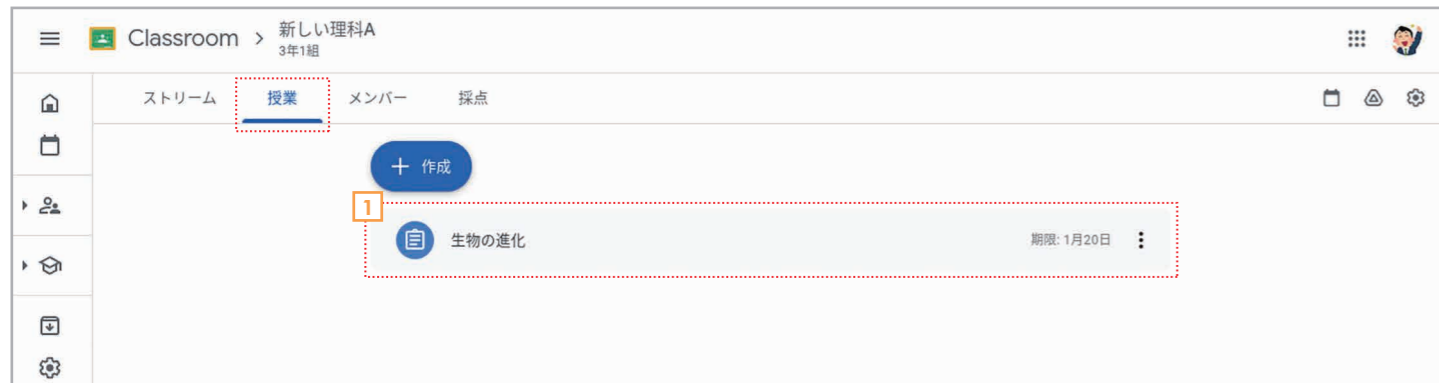 Classroom > 新しい理科A
3年1組
ストリーム 授業 メンバー 採点
+ 作成
1
生物の進化 期限: 1月20日